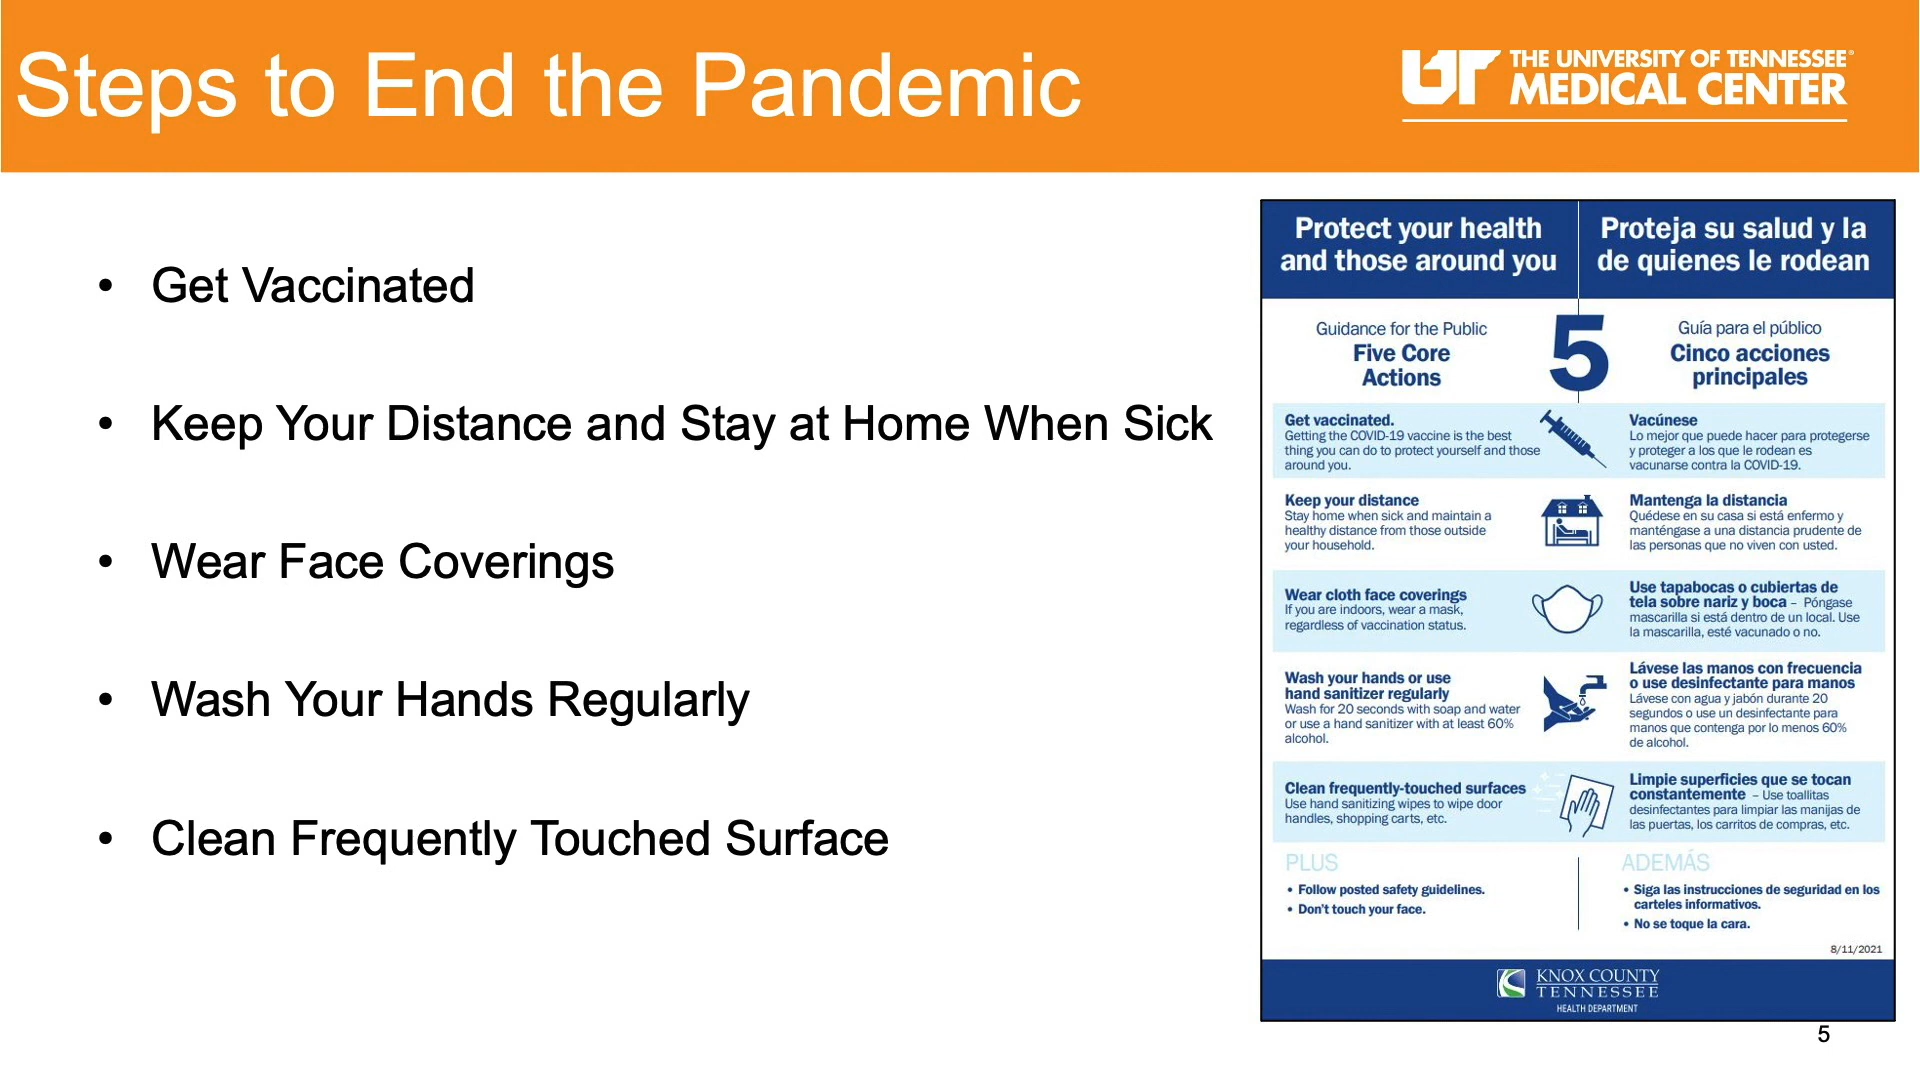 Steps to End the Pandemic
UT THE UNIVERSITY OF TENNESSEE
MEDICAL CENTER
• Get Vaccinated
• Keep Your Distance and Stay at Home When Sick
• Wear Face Coverings
• Wash Your Hands Regularly
• Clean Frequently Touched Surface
Protect your health
and those around you
Proteja su salud y la
de quienes le rodean
Guidance for the Public
Five Core
Actions
5
Guía para el público
Cinco acciones
principales
Get vaccinated.
Getting the COVID-19 vaccine is the best
thing you can do to protect yourself and those
around you.
Vacúnese
Lo mejor que puede hacer para protegerse
y proteger a los que le rodean es
vacunarse contra la COVID-19.
Keep your distance
Stay home when sick and maintain a
healthy distance from those outside
your household.
Mantenga la distancia
Quédese en su casa si está enfermo y
manténgase a una distancia prudente de
las personas que no viven con usted.
Wear cloth face coverings
If you are indoors, wear a mask,
regardless of vaccination status.
Use tapabocas o cubiertas de
tela sobre nariz y boca – Póngase
mascarilla si está dentro de un local. Use
la mascarilla, esté vacunado o no.
Wash your hands or use
hand sanitizer regularly
Wash for 20 seconds with soap and water
or use a hand sanitizer with at least 60%
alcohol.
Lávese las manos con frecuencia
o use desinfectante para manos
Lávese con agua y jabón durante 20
segundos o use un desinfectante para
manos que contenga por lo menos 60%
de alcohol.
Clean frequently-touched surfaces
Use hand sanitizing wipes to wipe door
handles, shopping carts, etc.
Limpie superficies que se tocan
constantemente – Use toallitas
desinfectantes para limpiar las manijas de
las puertas, los carritos de compras, etc.
PLUS
• Follow posted safety guidelines.
• Don't touch your face.
ADEMÁS
• Siga las instrucciones de seguridad en los
carteles informativos.
• No se toque la cara.
8/11/2021
KNOX COUNTY
TENNESSEE
HEALTH DEPARTMENT
5